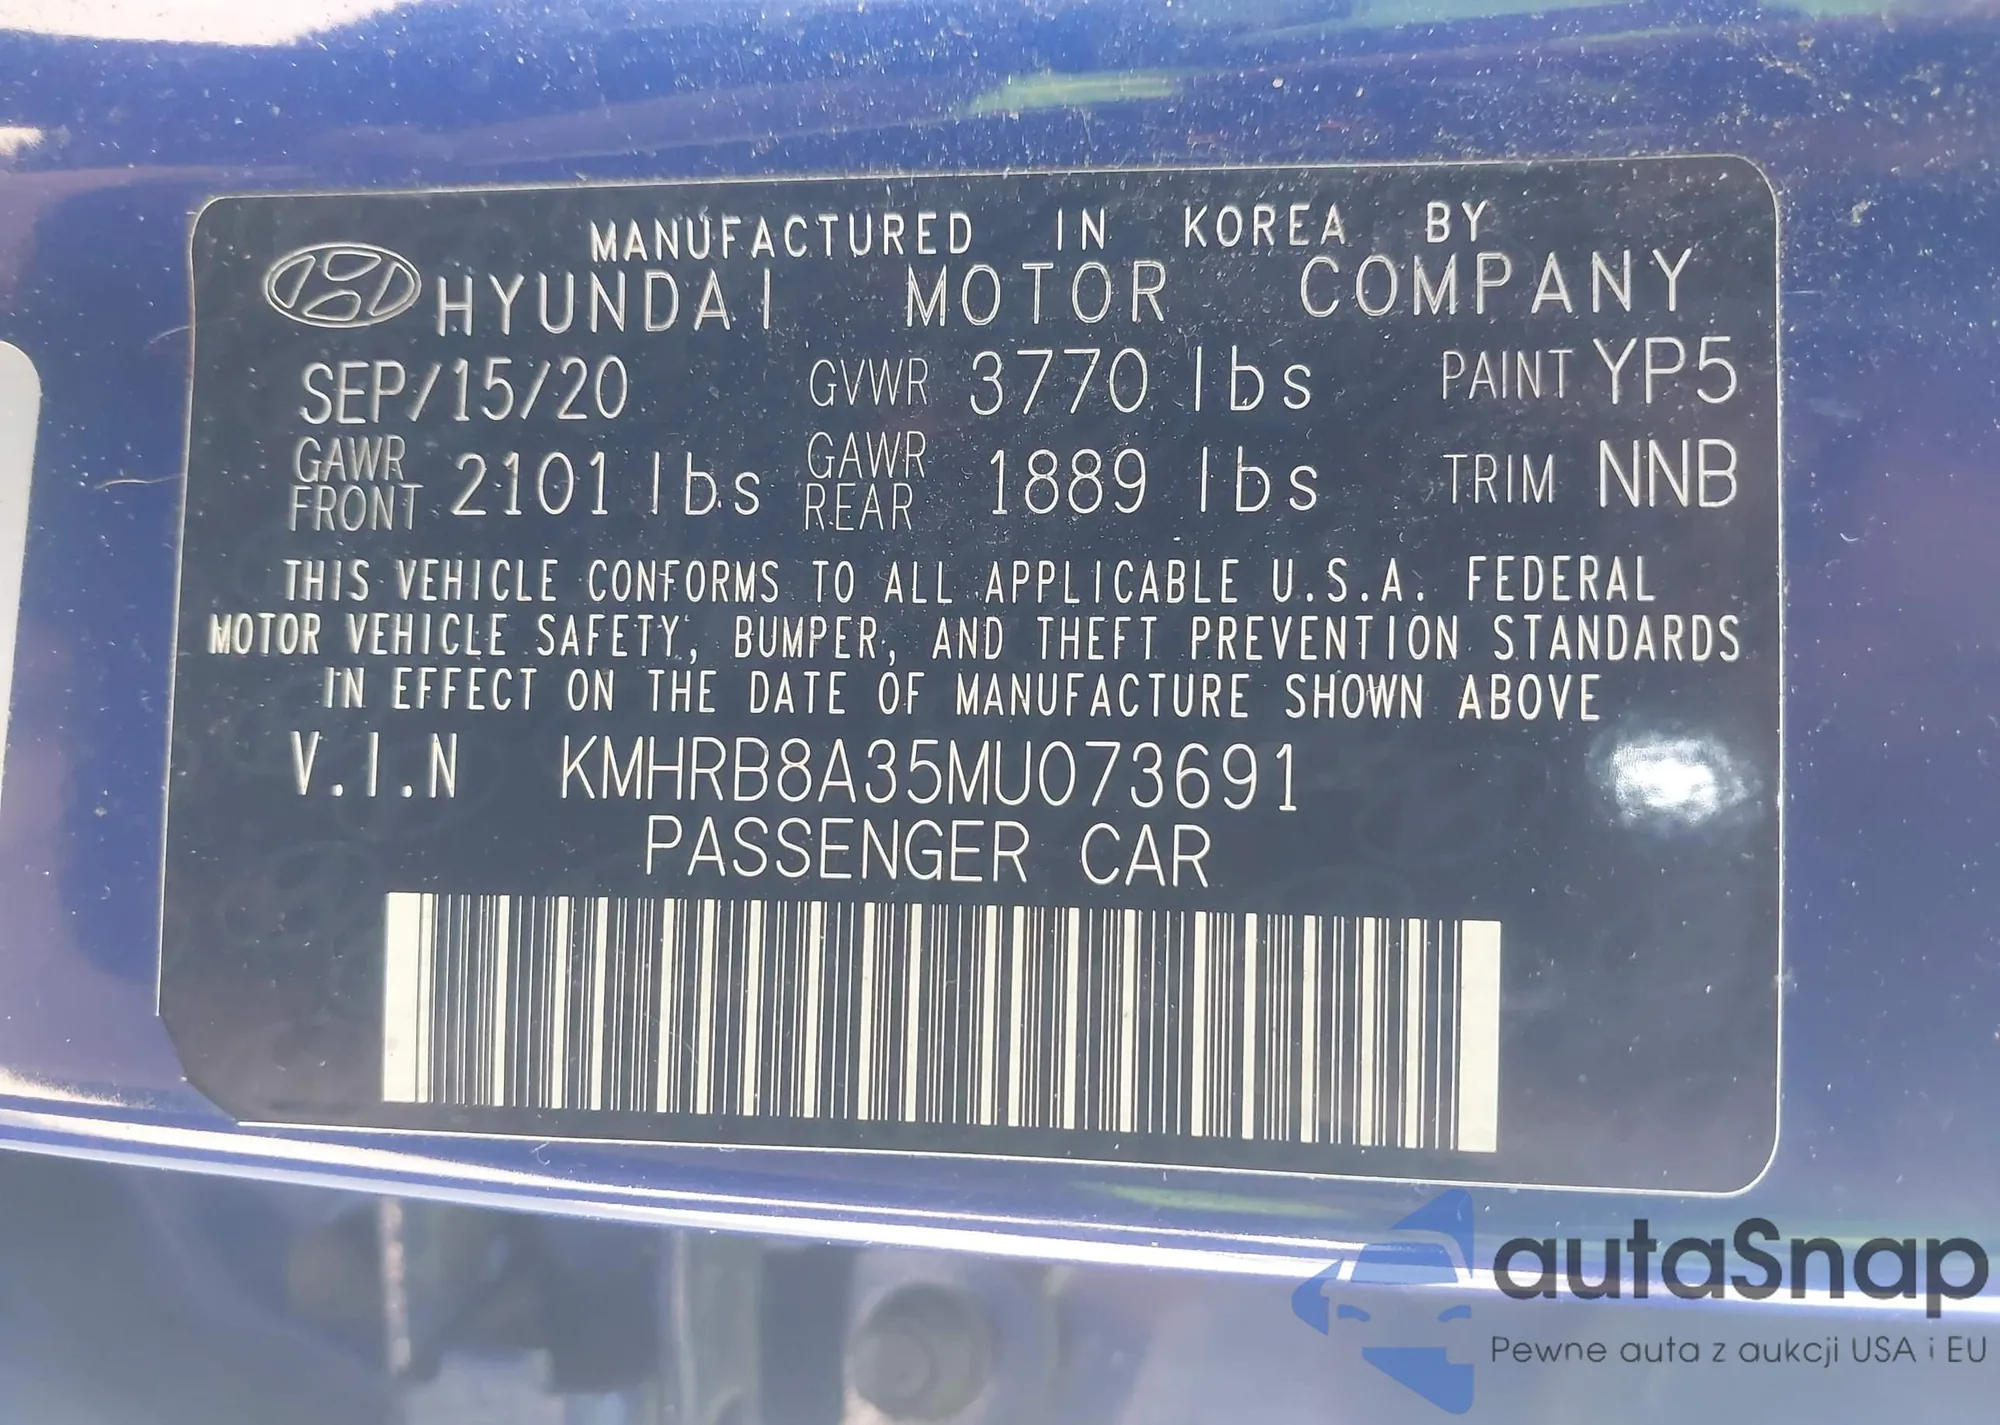 MANUFACTURED IN KOREA BY
HYUNDAI MOTOR COMPANY
SEP/15/20 GVWR 3770 lbs PAINT YP5
GAWR FRONT 2101 lbs GAWR REAR 1889 lbs TRIM NNB
THIS VEHICLE CONFORMS TO ALL APPLICABLE U.S.A. FEDERAL
MOTOR VEHICLE SAFETY, BUMPER, AND THEFT PREVENTION STANDARDS
IN EFFECT ON THE DATE OF MANUFACTURE SHOWN ABOVE
V.I.N KMHRB8A35MU073691
PASSENGER CAR
autaSnap
Pewne auta z aukcji USA i EU